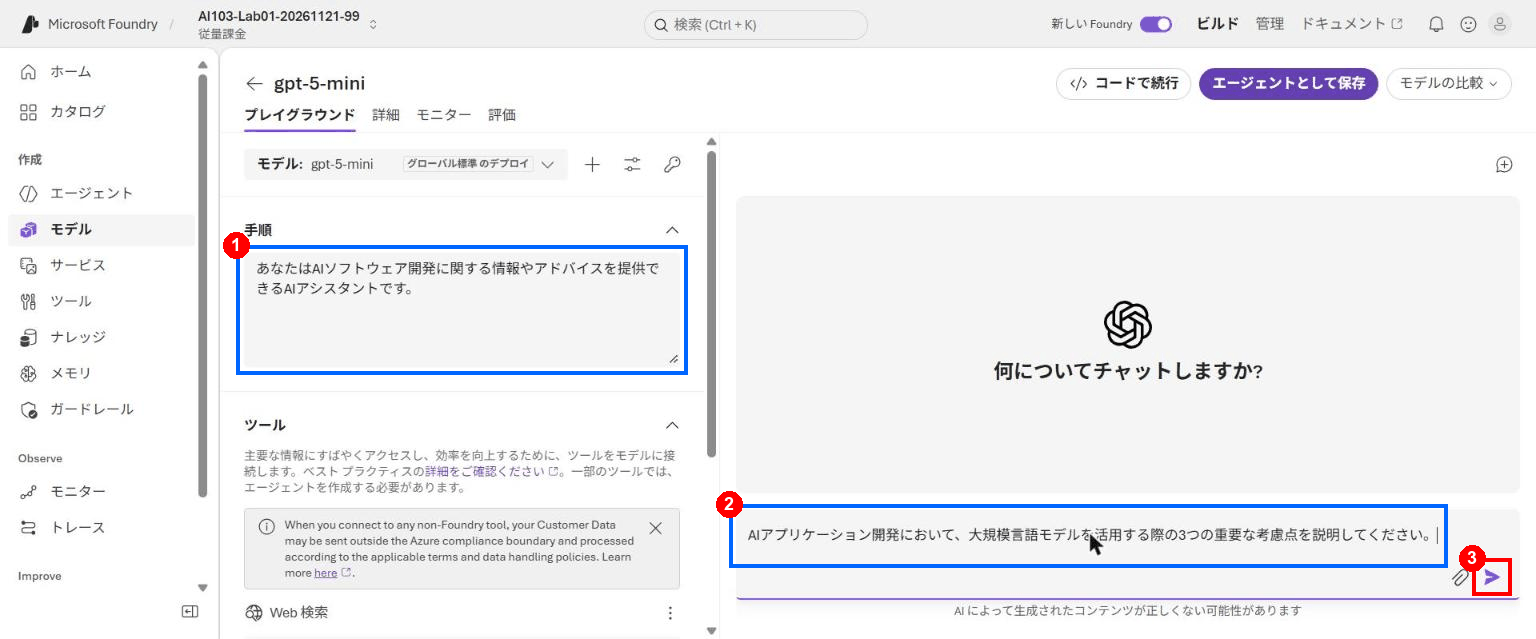 Microsoft Foundry / AI103-Lab01-20261121-99
従量課金
検索 (Ctrl + K)
新しい Foundry
ビルド
管理
ドキュメント
ホーム
カタログ
作成
エージェント
モデル
サービス
ツール
ナレッジ
メモリ
ガードレール
Observe
モニター
トレース
Improve
gpt-5-mini
コードで続行
エージェントとして保存
モデルの比較
プレイグラウンド 詳細 モニター 評価
モデル: gpt-5-mini グローバル標準 のデプロイ
手順
1
あなたはAIソフトウェア開発に関する情報やアドバイスを提供で
きるAIアシスタントです。
ツール
主要な情報にすばやくアクセスし、効率を向上するために、ツールをモデルに接
続します。ベスト プラクティスの詳細をご確認ください。一部のツールでは、
エージェントを作成する必要があります。
When you connect to any non-Foundry tool, your Customer Data
may be sent outside the Azure compliance boundary and processed
according to the applicable terms and data handling policies. Learn
more here.
Web 検索
何についてチャットしますか?
2
AIアプリケーション開発において、大規模言語モデルを活用する際の3つの重要な考慮点を説明してください。
3
AI によって生成されたコンテンツが正しくない可能性があります